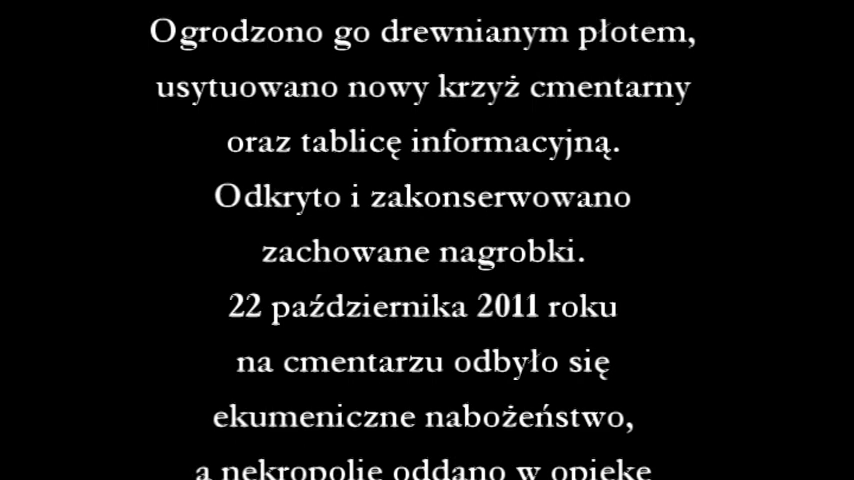 Ogrodzono go drewnianym płotem,
usytuowano nowy krzyż cmentarny
oraz tablicę informacyjną.
Odkryto i zakonserwowano
zachowane nagrobki.
22 października 2011 roku
na cmentarzu odbyło się
ekumeniczne nabożeństwo,
a nekropolię oddano w opiekę